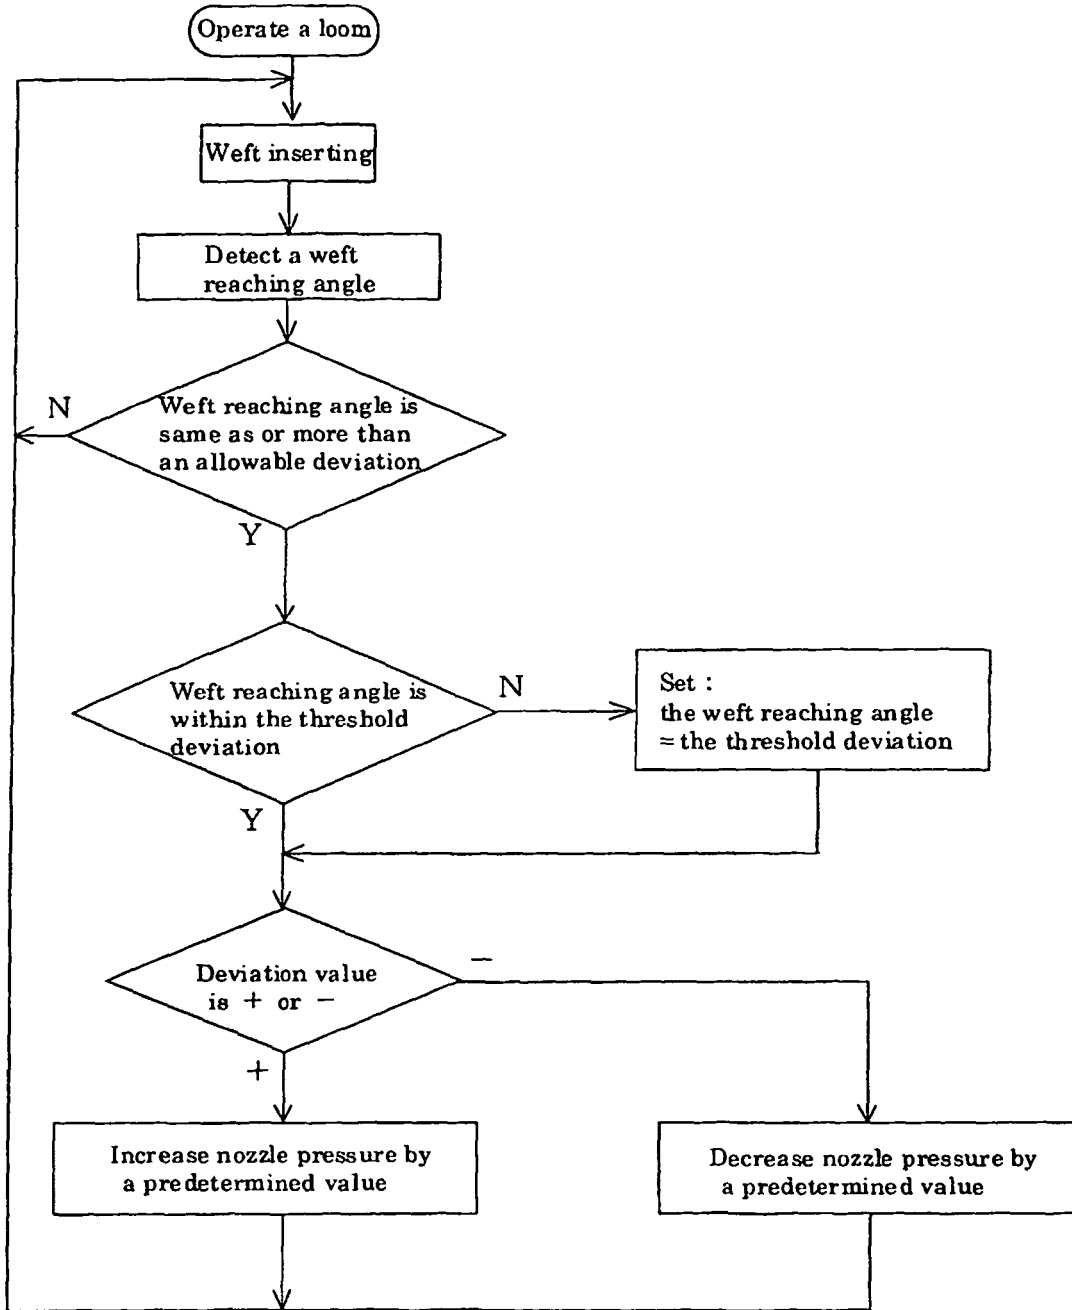 Operate a loom
Weft inserting
Detect a weft
reaching angle
N
Weft reaching angle is
same as or more than
an allowable deviation
Y
Weft reaching angle is
within the threshold
deviation
N
Set :
the weft reaching angle
= the threshold deviation
Y
Deviation value
is + or −
−
+
Increase nozzle pressure by
a predetermined value
Decrease nozzle pressure by
a predetermined value